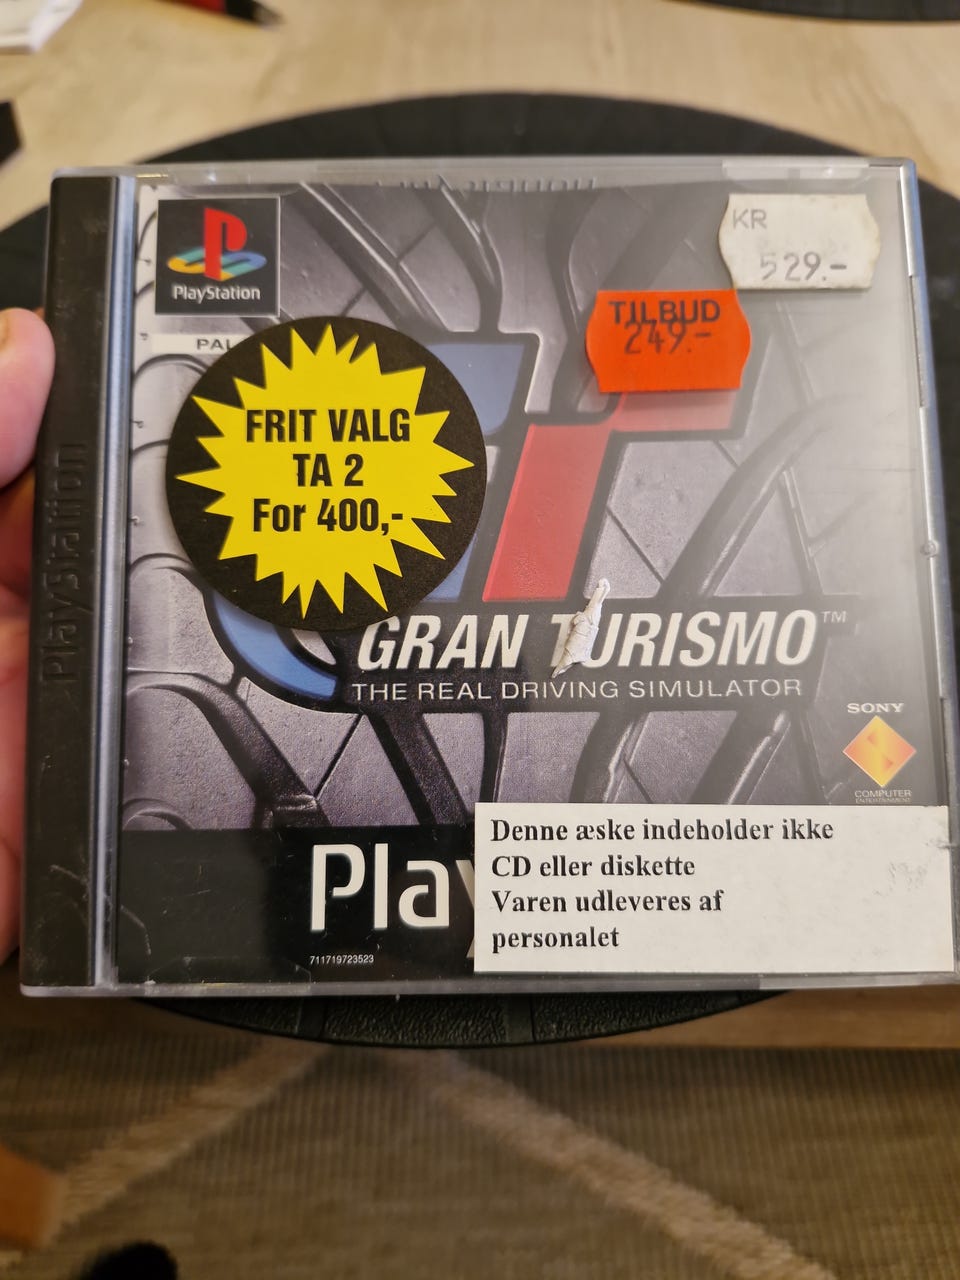 PlayStation
PAL
KR
529.-
TILBUD
249.-
FRIT VALG
TA 2
For 400,-
PlayStation
GRAN TURISMO™
THE REAL DRIVING SIMULATOR
SONY
COMPUTER
ENTERTAINMENT
Play
Denne æske indeholder ikke
CD eller diskette
Varen udleveres af
personalet
711719723523